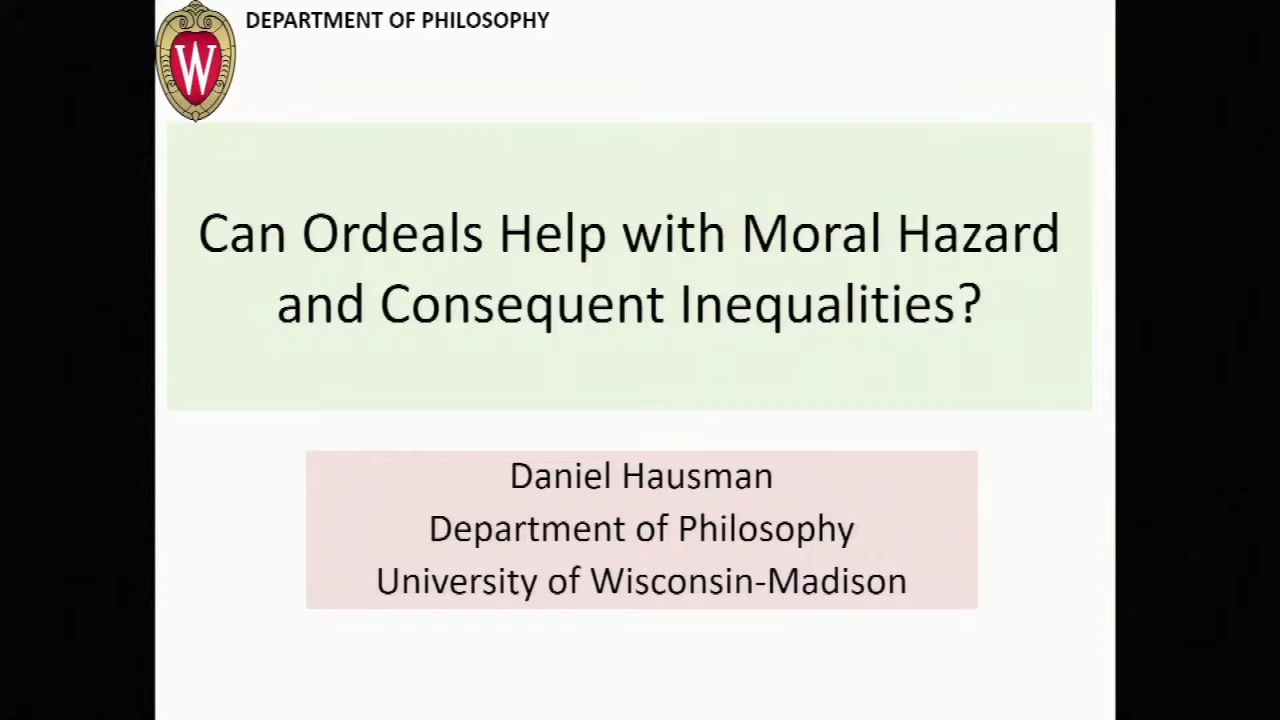 W
DEPARTMENT OF PHILOSOPHY
Can Ordeals Help with Moral Hazard
and Consequent Inequalities?
Daniel Hausman
Department of Philosophy
University of Wisconsin-Madison